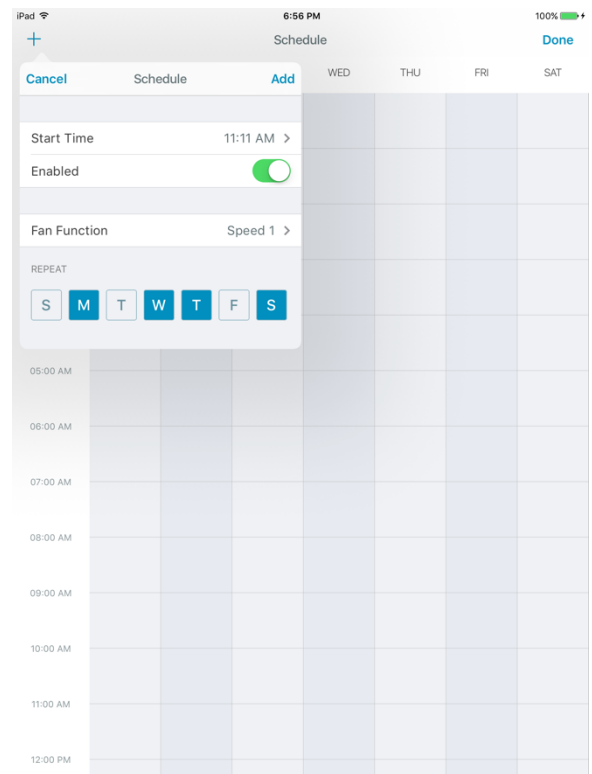 iPad 6:56 PM 100%
+ Schedule Done
Cancel Schedule Add WED THU FRI SAT
Start Time 11:11 AM >
Enabled
Fan Function Speed 1 >
REPEAT
S M T W T F S
05:00 AM
06:00 AM
07:00 AM
08:00 AM
09:00 AM
10:00 AM
11:00 AM
12:00 PM